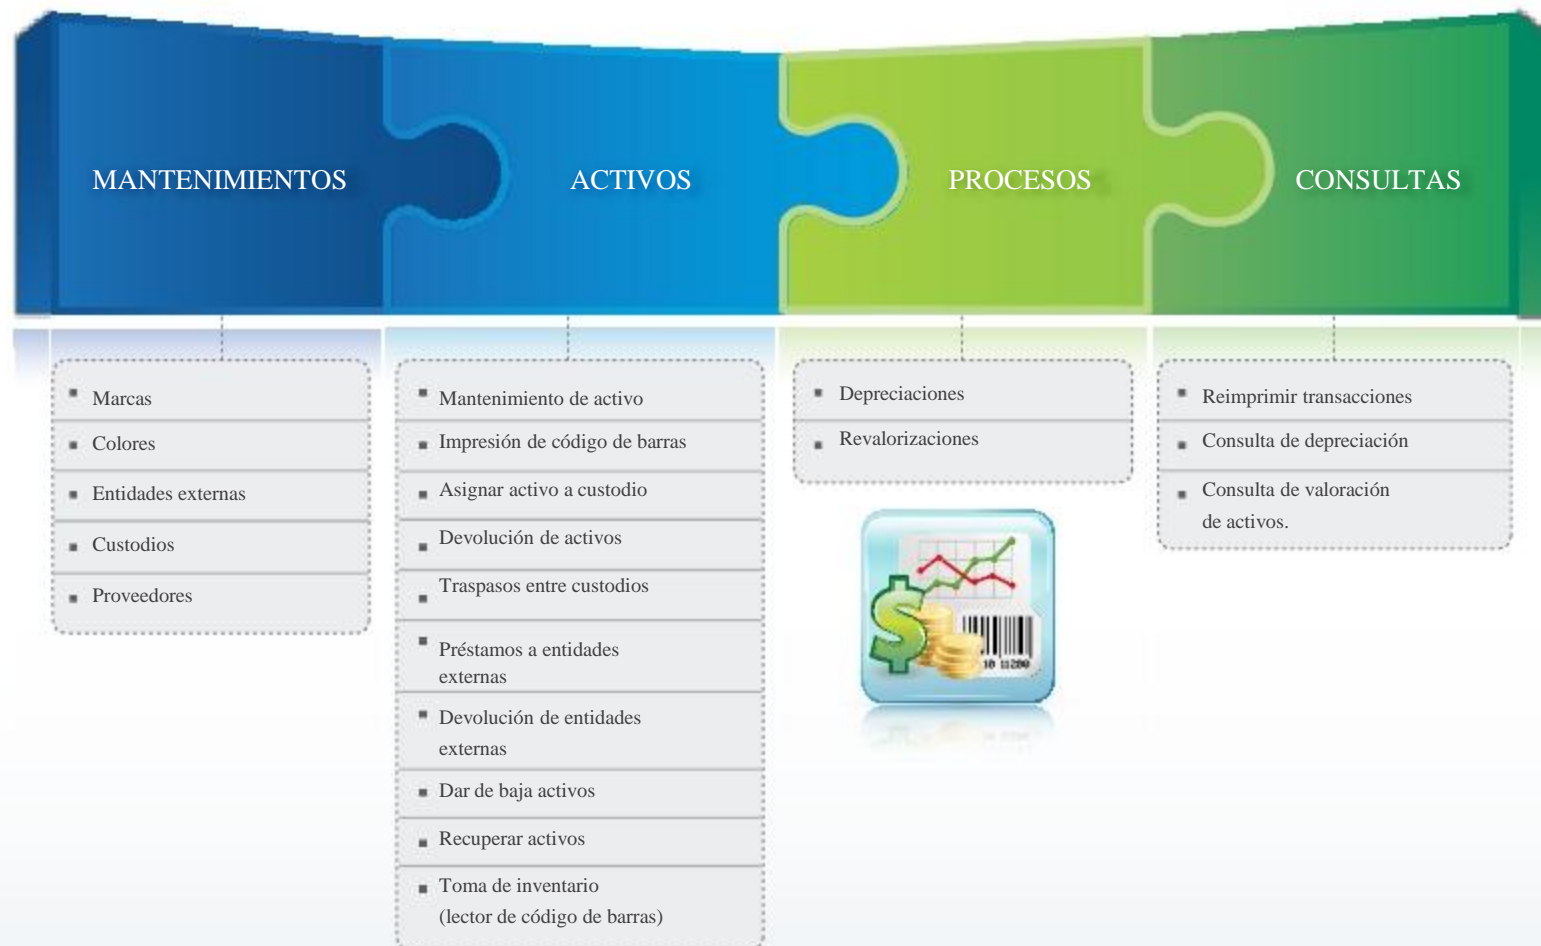 MANTENIMIENTOS
ACTIVOS
PROCESOS
CONSULTAS
Marcas
Colores
Entidades externas
Custodios
Proveedores
Mantenimiento de activo
Impresión de código de barras
Asignar activo a custodio
Devolución de activos
Traspasos entre custodios
Préstamos a entidades
externas
Devolución de entidades
externas
Dar de baja activos
Recuperar activos
Toma de inventario
(lector de código de barras)
Depreciaciones
Revalorizaciones
10 11200
Reimprimir transacciones
Consulta de depreciación
Consulta de valoración
de activos.